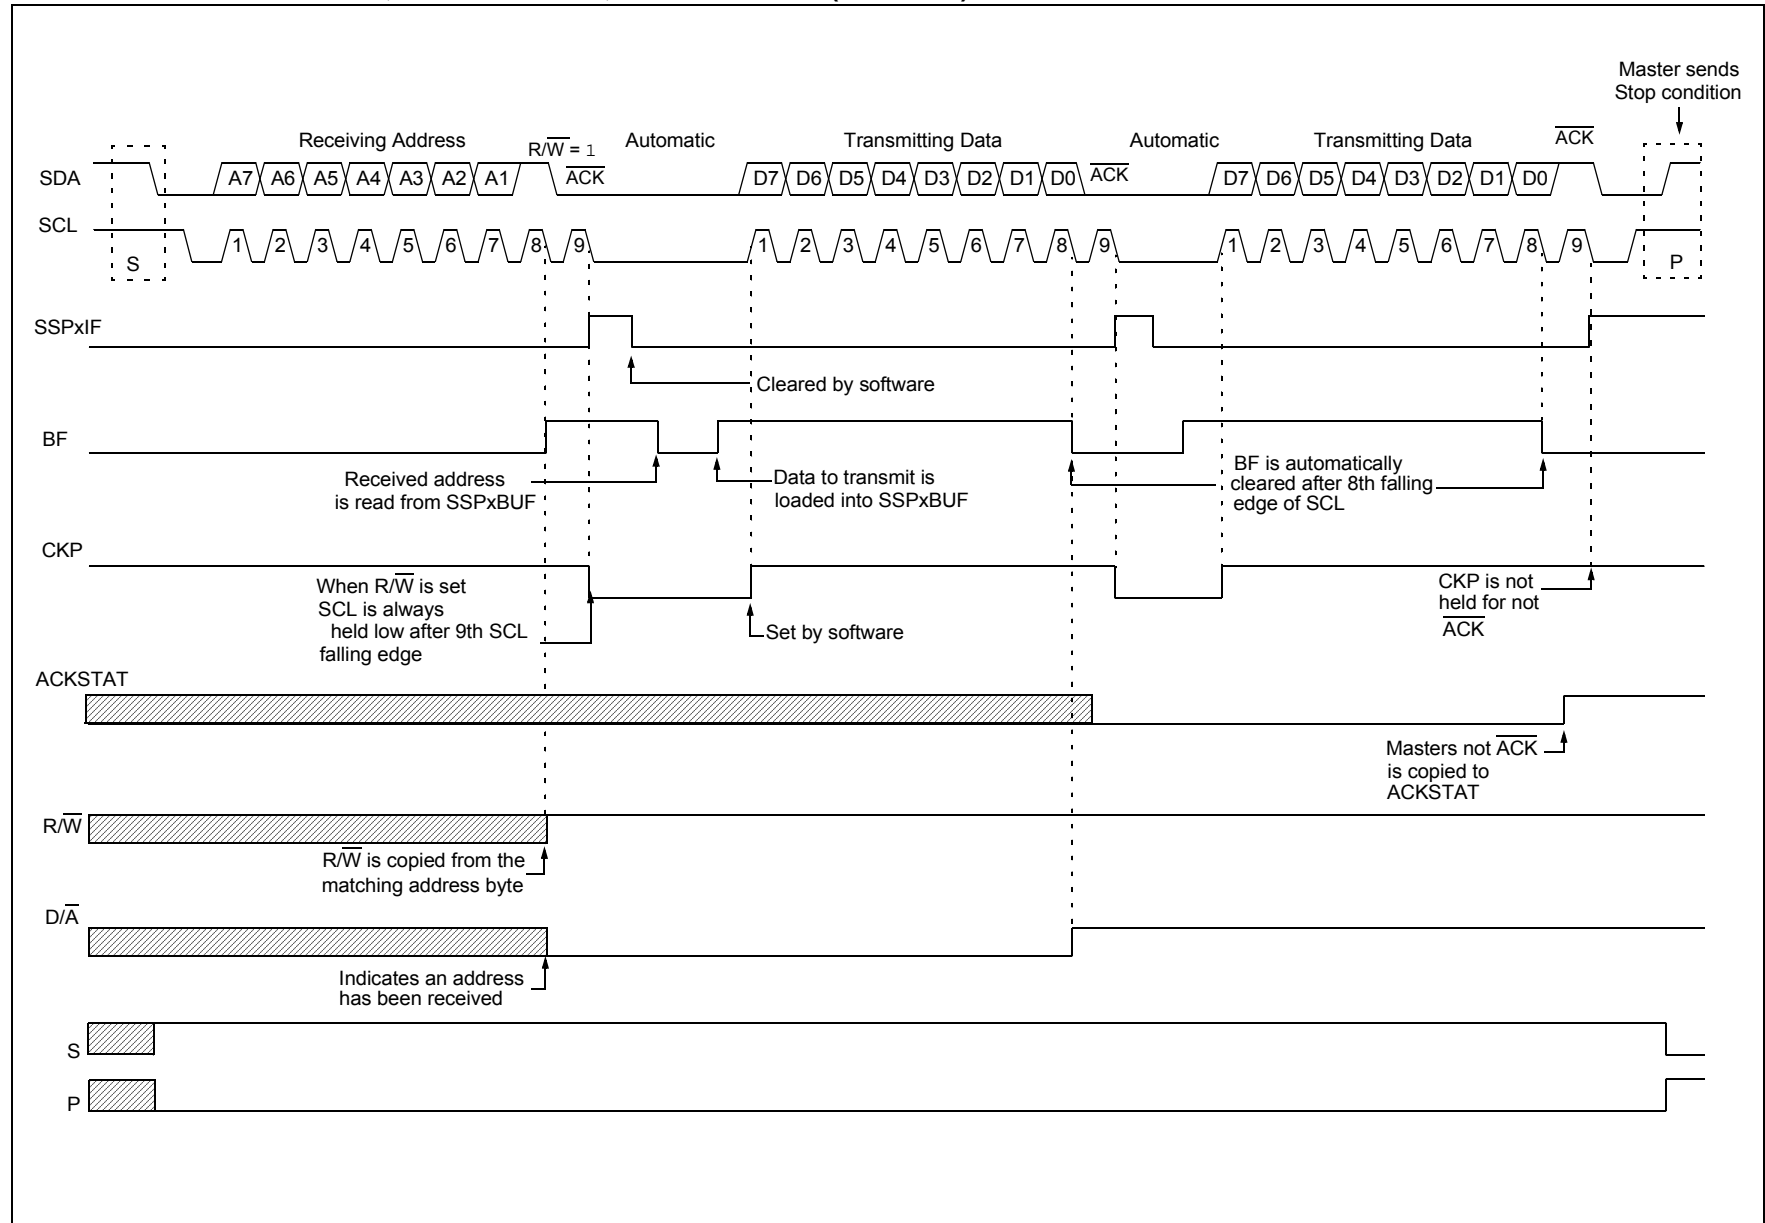 Master sends
Stop condition
Receiving Address
R/W̅ = 1
Automatic
Transmitting Data
Automatic
Transmitting Data
A̅C̅K̅
SDA
A7 A6 A5 A4 A3 A2 A1
A̅C̅K̅
D7 D6 D5 D4 D3 D2 D1 D0
A̅C̅K̅
D7 D6 D5 D4 D3 D2 D1 D0
SCL
S
1 2 3 4 5 6 7 8 9
1 2 3 4 5 6 7 8 9
1 2 3 4 5 6 7 8 9
P
SSPxIF
Cleared by software
BF
Received address
is read from SSPxBUF
Data to transmit is
loaded into SSPxBUF
BF is automatically
cleared after 8th falling
edge of SCL
CKP
When R/W̅ is set
SCL is always
held low after 9th SCL
falling edge
Set by software
CKP is not
held for not
A̅C̅K̅
ACKSTAT
Masters not A̅C̅K̅
is copied to
ACKSTAT
R/W̅
R/W̅ is copied from the
matching address byte
D/A̅
Indicates an address
has been received
S
P